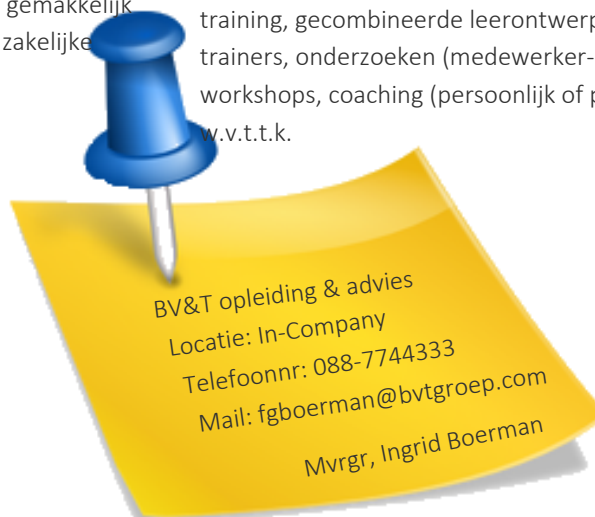 gemakkelijk
zakelijke
training, gecombineerde leerontwerp
trainers, onderzoeken (medewerker-
workshops, coaching (persoonlijk of p
w.v.t.t.k.
BV&T opleiding & advies
Locatie: In-Company
Telefoonnr: 088-7744333
Mail: fgboerman@bvtgroep.com
Mvrgr, Ingrid Boerman